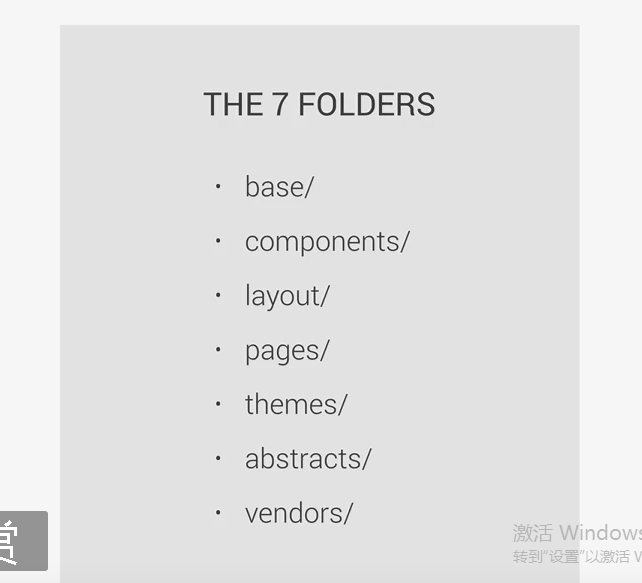 THE 7 FOLDERS
• base/
• components/
• layout/
• pages/
• themes/
• abstracts/
• vendors/
赏
激活 Windows
转到“设置”以激活 W